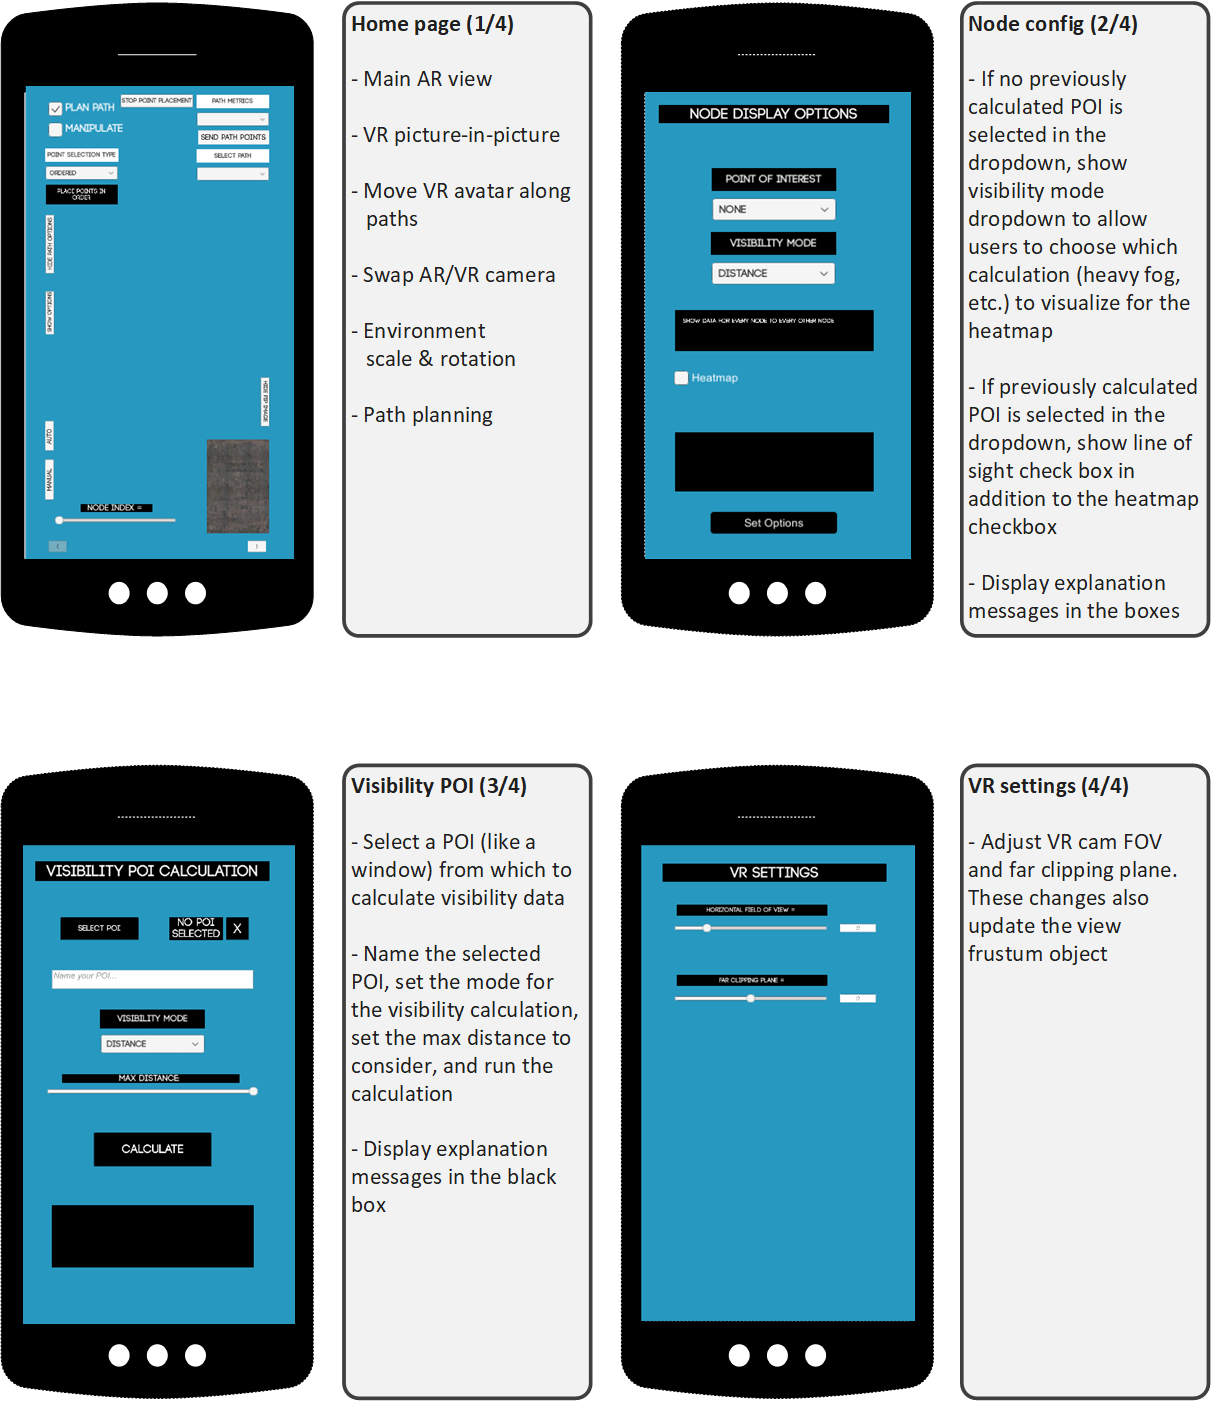 PLAN PATH
STOP POINT PLACEMENT
PATH METRICS
MANIPULATE
SEND PATH POINTS
POINT SELECTION TYPE
SELECT PATH
ORDERED
PLACE POINTS IN
ORDER
HIDE PATH OPTIONS
SHOW OPTIONS
HIDE PIP IMAGE
AUTO
MANUAL
NODE INDEX =
Home page (1/4)
- Main AR view
- VR picture-in-picture
- Move VR avatar along
paths
- Swap AR/VR camera
- Environment
scale & rotation
- Path planning
NODE DISPLAY OPTIONS
POINT OF INTEREST
NONE
VISIBILITY MODE
DISTANCE
SHOW DATA FOR EVERY NODE TO EVERY OTHER NODE
Heatmap
Set Options
Node config (2/4)
- If no previously
calculated POI is
selected in the
dropdown, show
visibility mode
dropdown to allow
users to choose which
calculation (heavy fog,
etc.) to visualize for the
heatmap
- If previously calculated
POI is selected in the
dropdown, show line of
sight check box in
addition to the heatmap
checkbox
- Display explanation
messages in the boxes
VISIBILITY POI CALCULATION
SELECT POI
NO POI
SELECTED
X
Name your POI...
VISIBILITY MODE
DISTANCE
MAX DISTANCE
CALCULATE
Visibility POI (3/4)
- Select a POI (like a
window) from which to
calculate visibility data
- Name the selected
POI, set the mode for
the visibility calculation,
set the max distance to
consider, and run the
calculation
- Display explanation
messages in the black
box
VR SETTINGS
HORIZONTAL FIELD OF VIEW =
FAR CLIPPING PLANE =
VR settings (4/4)
- Adjust VR cam FOV
and far clipping plane.
These changes also
update the view
frustum object